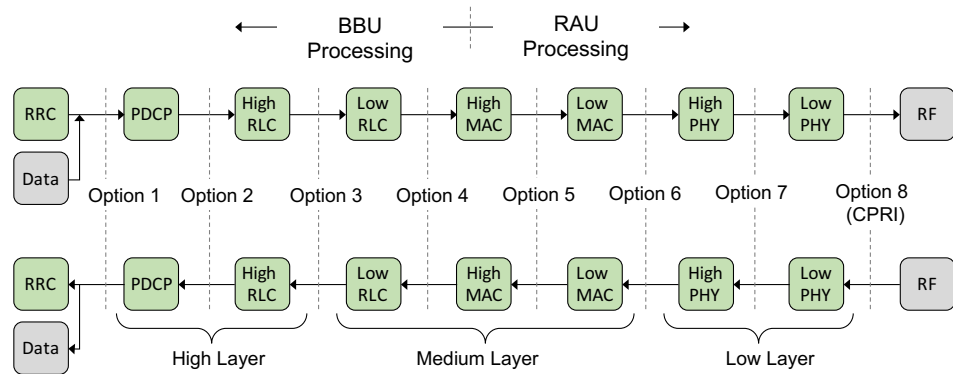 BBU Processing
RAU Processing
RRC
Data
PDCP
High RLC
Low RLC
High MAC
Low MAC
High PHY
Low PHY
RF
Option 1
Option 2
Option 3
Option 4
Option 5
Option 6
Option 7
Option 8 (CPRI)
RRC
Data
PDCP
High RLC
Low RLC
High MAC
Low MAC
High PHY
Low PHY
RF
High Layer
Medium Layer
Low Layer